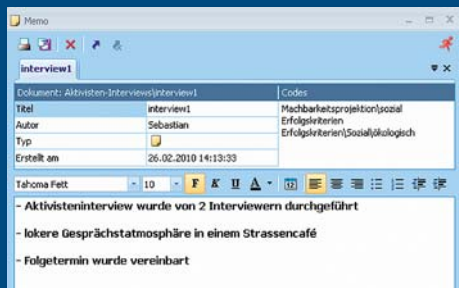 Memo
interview1
Dokument: Aktivisten-Interviews\interview1
Codes
Titel interview1
Machbarkeitsprojektion\sozial
Autor Sebastian
Erfolgskriterien
Typ
Erfolgskriterien\Sozial\ökologisch
Erstellt am 26.02.2010 14:13:33
Tahoma Fett 10 F K U A 12
- Aktivisteninterview wurde von 2 Interviewern durchgeführt
- lokere Gesprächstatmosphäre in einem Strassencafé
- Folgetermin wurde vereinbart